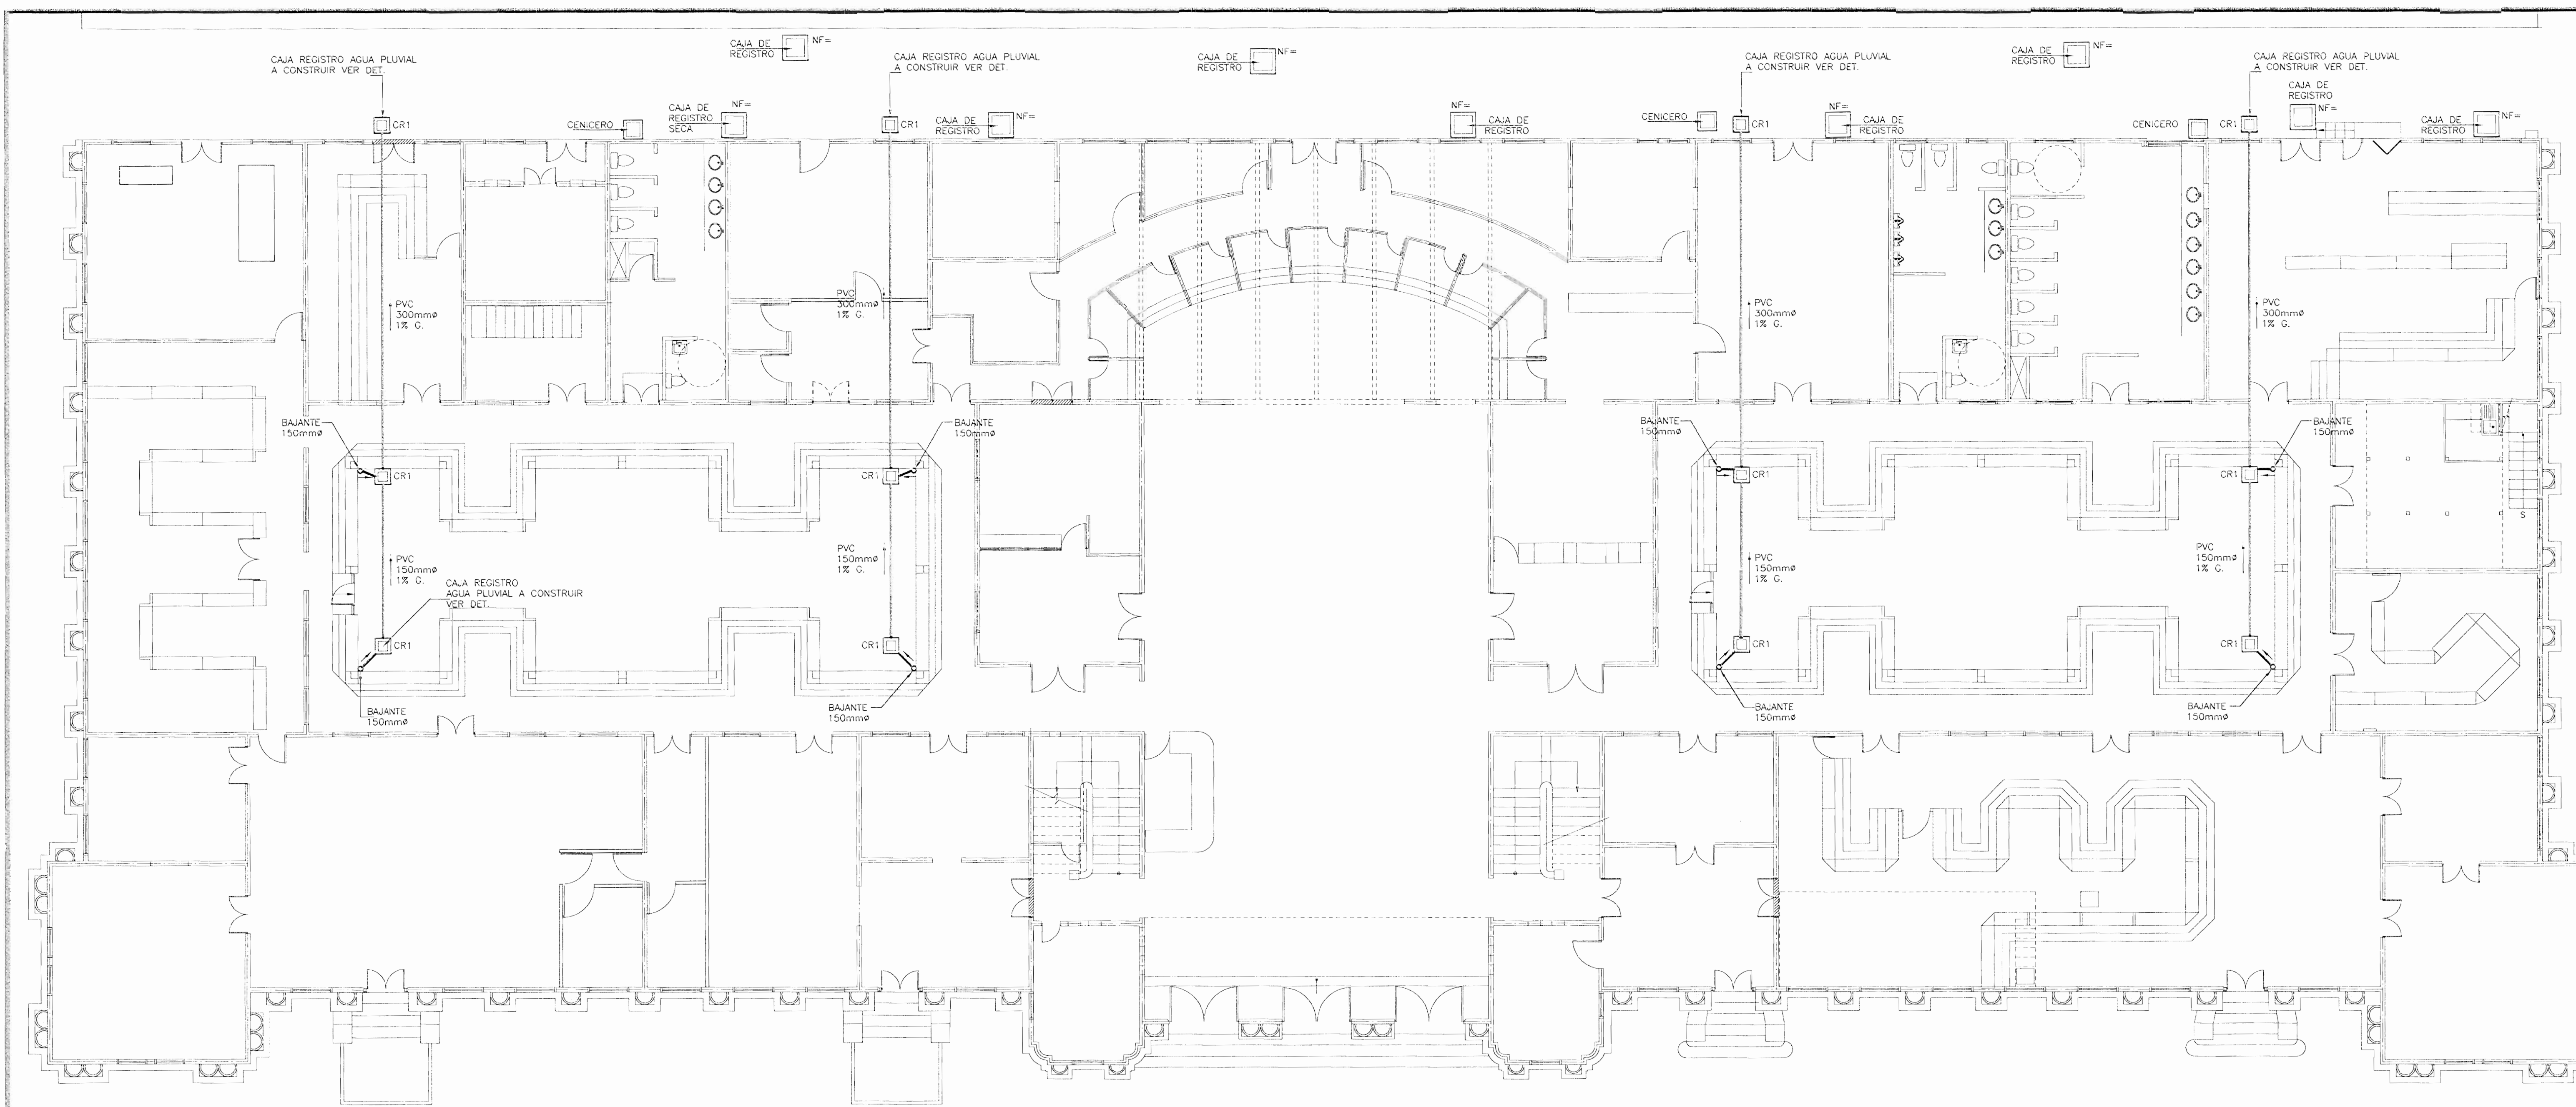 CAJA REGISTRO AGUA PLUVIAL
A CONSTRUIR VER DET.
CAJA DE
REGISTRO
NF=
CAJA REGISTRO AGUA PLUVIAL
A CONSTRUIR VER DET.
CAJA DE
REGISTRO
NF=
CAJA REGISTRO AGUA PLUVIAL
A CONSTRUIR VER DET.
CAJA DE
REGISTRO
NF=
CAJA REGISTRO AGUA PLUVIAL
A CONSTRUIR VER DET.
CAJA DE
REGISTRO
NF=
CR1
CENICERO
CAJA DE
REGISTRO
SECA
NF=
CR1
CAJA DE
REGISTRO
NF=
NF=
CAJA DE
REGISTRO
CENICERO
CR1
NF=
CAJA DE
REGISTRO
CENICERO
CR1
CAJA DE
REGISTRO
NF=
CAJA DE
REGISTRO
NF=
PVC
300mmø
1% G.
PVC
300mmø
1% G.
PVC
300mmø
1% G.
PVC
300mmø
1% G.
BAJANTE
150mmø
BAJANTE
150mmø
BAJANTE
150mmø
BAJANTE
150mmø
CR1
CR1
CR1
CR1
S
PVC
150mmø
1% G.
PVC
150mmø
1% G.
PVC
150mmø
1% G.
PVC
150mmø
1% G.
CAJA REGISTRO
AGUA PLUVIAL A CONSTRUIR
VER DET.
CR1
CR1
CR1
CR1
BAJANTE
150mmø
BAJANTE
150mmø
BAJANTE
150mmø
BAJANTE
150mmø